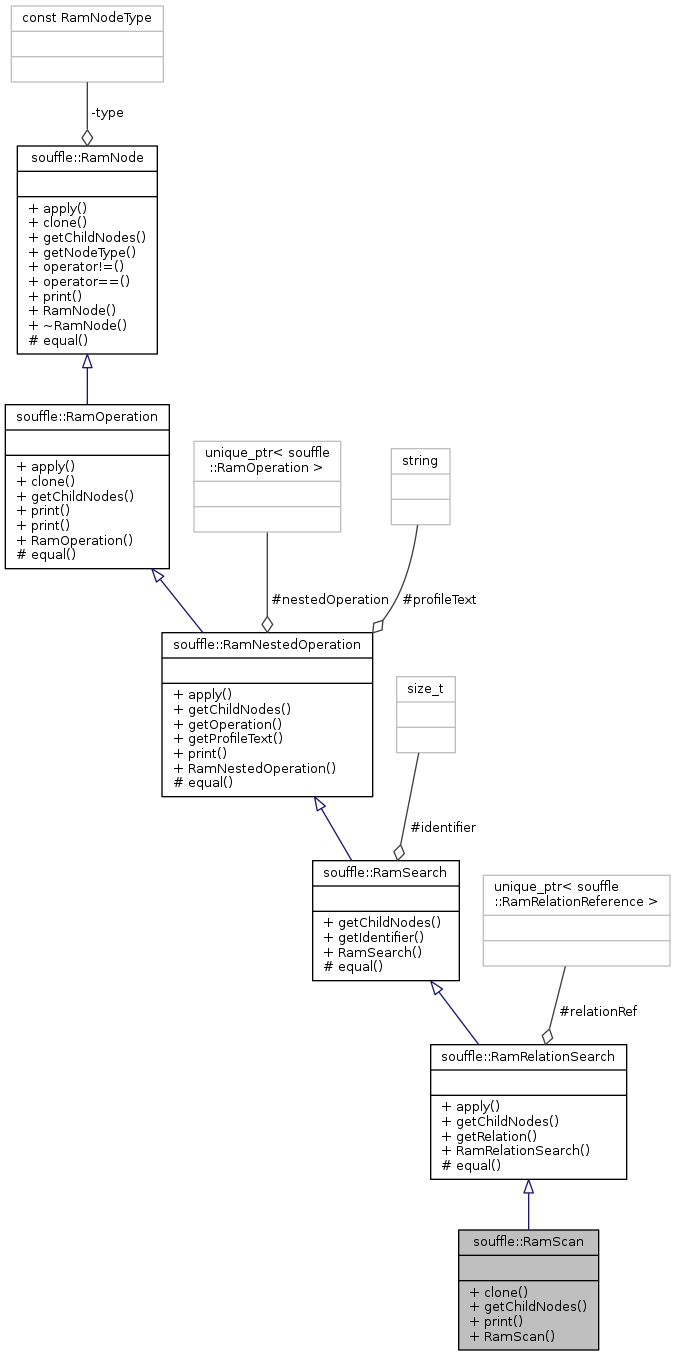 const RamNodeType
-type
souffle::RamNode
+ apply()
+ clone()
+ getChildNodes()
+ getNodeType()
+ operator!=()
+ operator==()
+ print()
+ RamNode()
+ ~RamNode()
# equal()
souffle::RamOperation
+ apply()
+ clone()
+ getChildNodes()
+ print()
+ print()
+ RamOperation()
# equal()
unique_ptr< souffle
::RamOperation >
string
#nestedOperation
#profileText
souffle::RamNestedOperation
+ apply()
+ getChildNodes()
+ getOperation()
+ getProfileText()
+ print()
+ RamNestedOperation()
# equal()
size_t
#identifier
souffle::RamSearch
+ getChildNodes()
+ getIdentifier()
+ RamSearch()
# equal()
unique_ptr< souffle
::RamRelationReference >
#relationRef
souffle::RamRelationSearch
+ apply()
+ getChildNodes()
+ getRelation()
+ RamRelationSearch()
# equal()
souffle::RamScan
+ clone()
+ getChildNodes()
+ print()
+ RamScan()